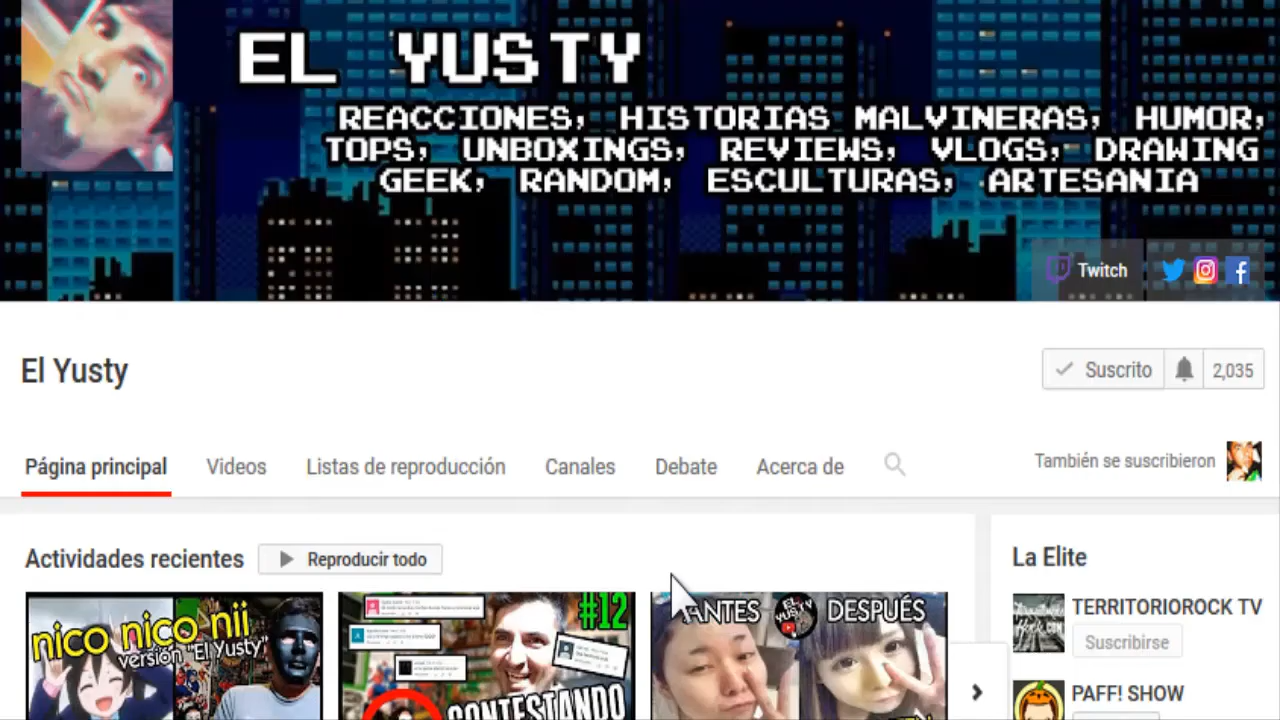 EL YUSTY
REACCIONES, HISTORIAS MALVINERAS, HUMOR,
TOPS, UNBOXINGS, REVIEWS, VLOGS, DRAWING
GEEK, RANDOM, ESCULTURAS, ARTESANIA
Twitch
El Yusty
Suscrito 2,035
Página principal Videos Listas de reproducción Canales Debate Acerca de
También se suscribieron
Actividades recientes Reproducir todo
La Elite
nico nico nii
versión "El Yusty"
#12
CONTESTANDO
ANTES EL YUSTY DESPUÉS
TERRITORIOROCK TV
Suscribirse
PAFF! SHOW